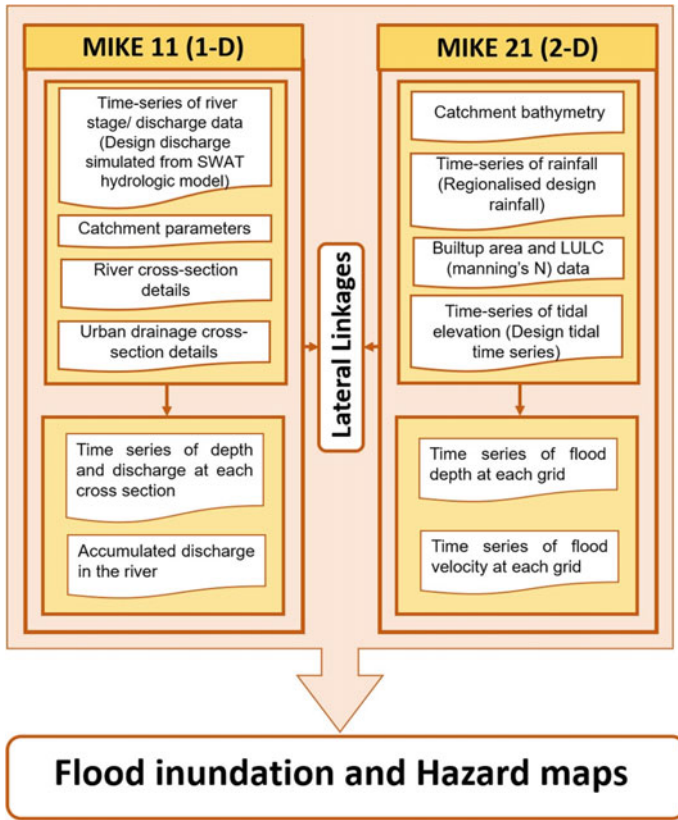 MIKE 11 (1-D)
Time-series of river
stage/ discharge data
(Design discharge
simulated from SWAT
hydrologic model)
Catchment parameters
River cross-section
details
Urban drainage cross-
section details
Time series of depth
and discharge at each
cross section
Accumulated discharge
in the river
Lateral Linkages
MIKE 21 (2-D)
Catchment bathymetry
Time-series of rainfall
(Regionalised design
rainfall)
Builtup area and LULC
(manning's N) data
Time-series of tidal
elevation (Design tidal
time series)
Time series of flood
depth at each grid
Time series of flood
velocity at each grid
Flood inundation and Hazard maps